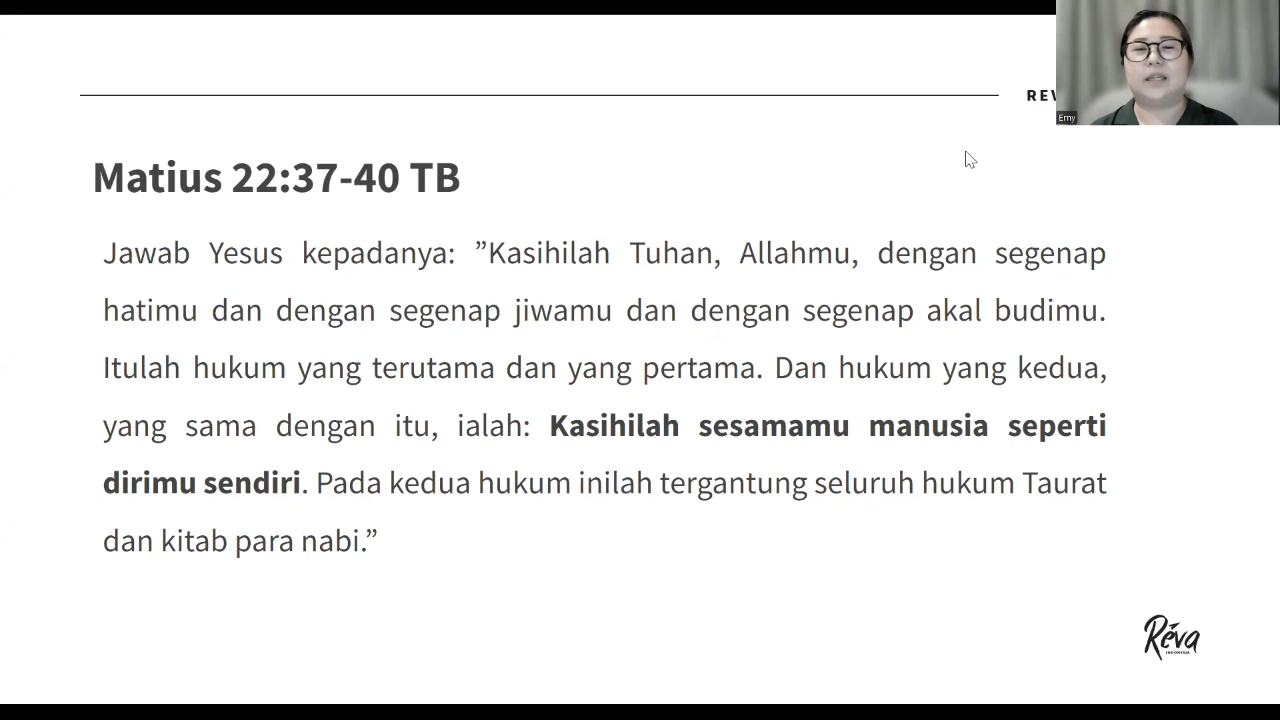 REV
Erny
Matius 22:37-40 TB
Jawab Yesus kepadanya: ”Kasihilah Tuhan, Allahmu, dengan segenap
hatimu dan dengan segenap jiwamu dan dengan segenap akal budimu.
Itulah hukum yang terutama dan yang pertama. Dan hukum yang kedua,
yang sama dengan itu, ialah: Kasihilah sesamamu manusia seperti
dirimu sendiri. Pada kedua hukum inilah tergantung seluruh hukum Taurat
dan kitab para nabi.”
Réva
INDONESIA